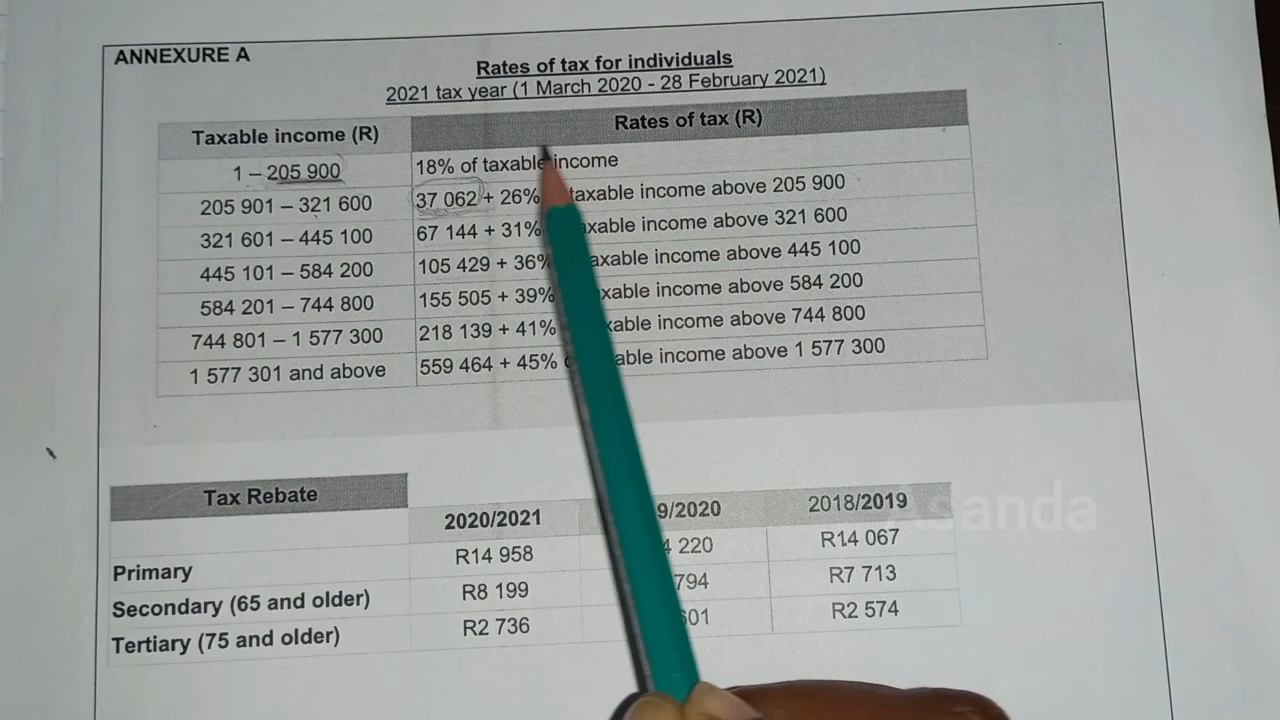 ANNEXURE A
Rates of tax for individuals
2021 tax year (1 March 2020 - 28 February 2021)
Taxable income (R) Rates of tax (R)
1 – 205 900 18% of taxable income
205 901 – 321 600 37 062 + 26% taxable income above 205 900
321 601 – 445 100 67 144 + 31% axable income above 321 600
445 101 – 584 200 105 429 + 36% axable income above 445 100
584 201 – 744 800 155 505 + 39% xable income above 584 200
744 801 – 1 577 300 218 139 + 41% kable income above 744 800
1 577 301 and above 559 464 + 45% able income above 1 577 300
Tax Rebate 2020/2021 9/2020 2018/2019
Primary R14 958 4 220 R14 067
Secondary (65 and older) R8 199 794 R7 713
Tertiary (75 and older) R2 736 601 R2 574